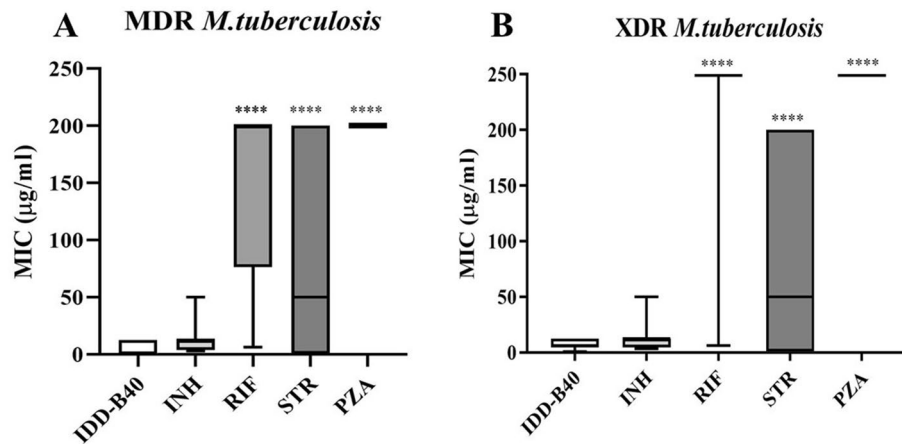 A MDR M.tuberculosis
MIC (µg/ml)
250
200
150
100
50
0
**** **** ****
IDD-B40 INH RIF STR PZA
B XDR M.tuberculosis
MIC (µg/ml)
250
200
150
100
50
0
**** ****
****
IDD-B40 INH RIF STR PZA